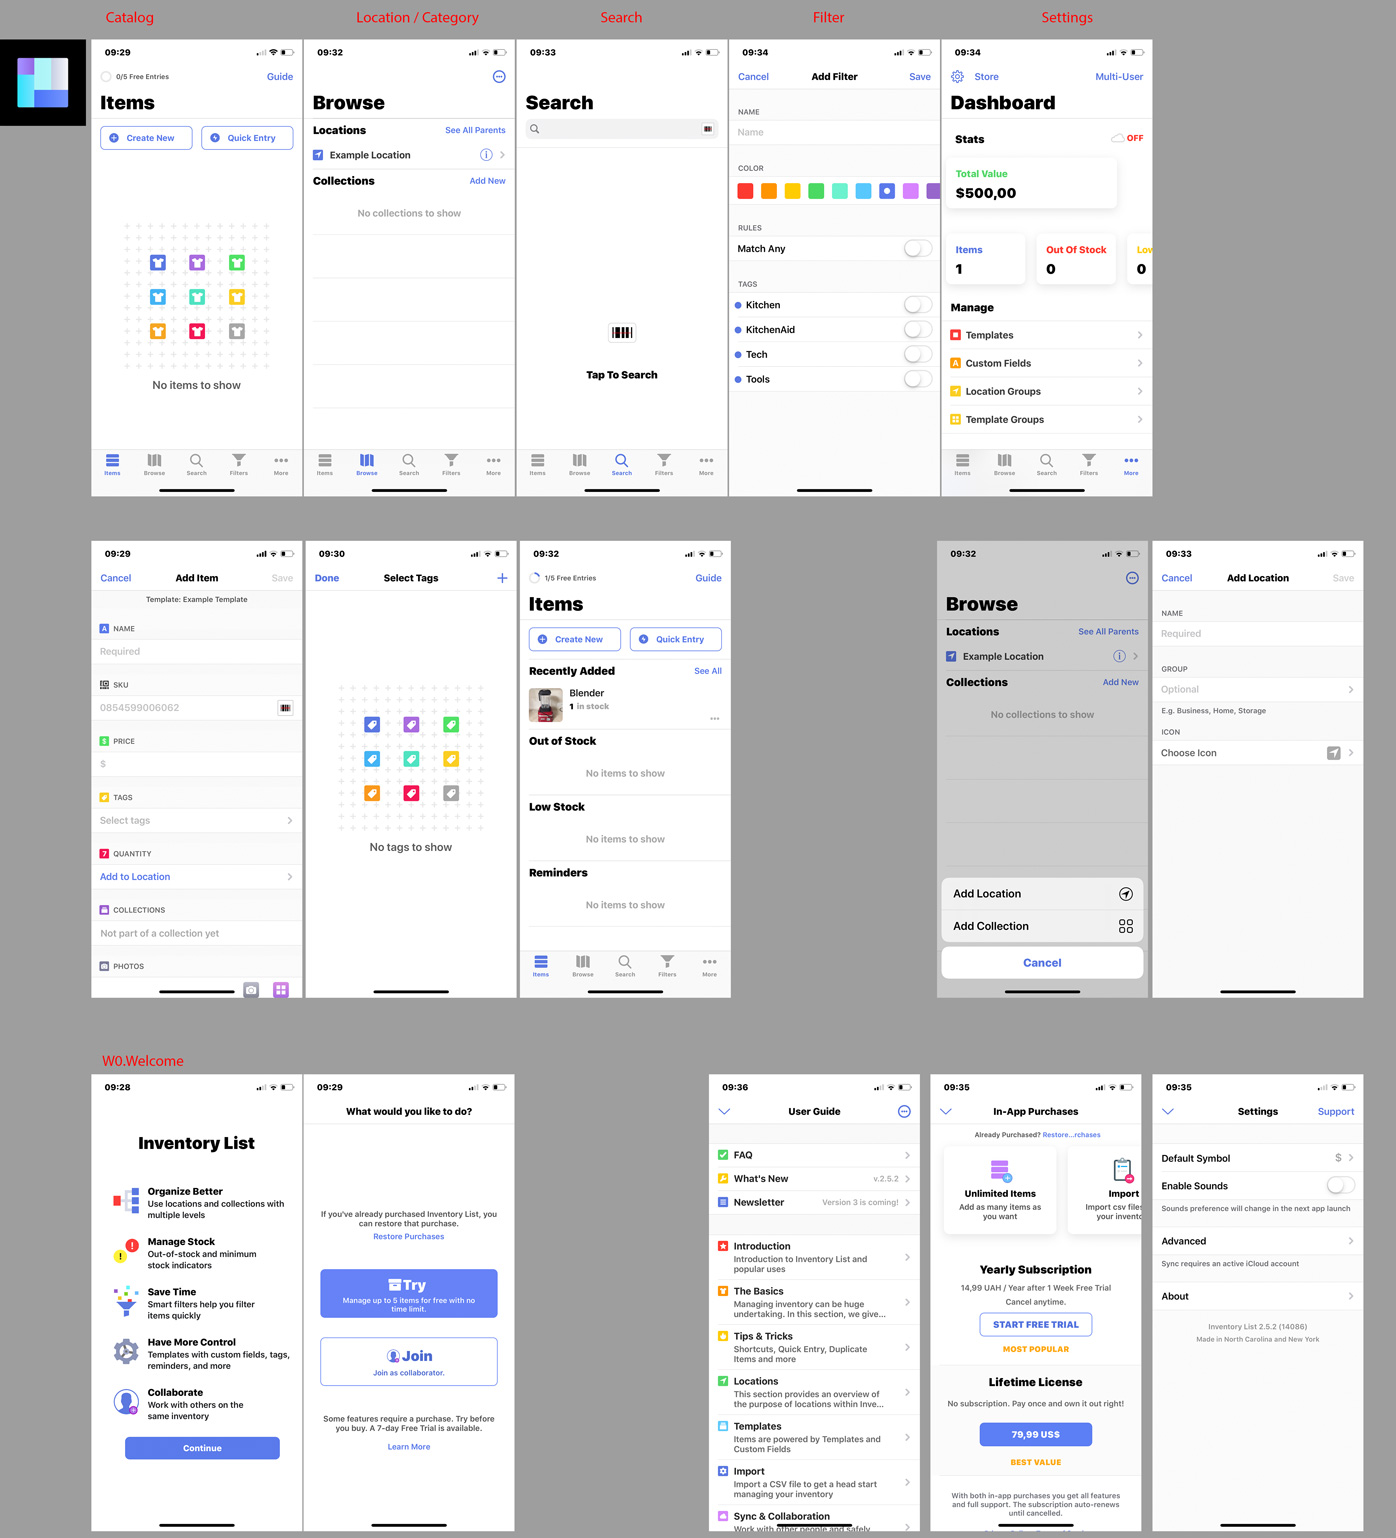 Catalog
Location / Category
Search
Filter
Settings
09:29
0/5 Free Entries
Guide
Items
Create New
Quick Entry
No items to show
Items
Browse
Search
Filters
More
09:32
Browse
Locations
See All Parents
Example Location
Collections
Add New
No collections to show
Items
Browse
Search
Filters
More
09:33
Search
Tap To Search
Items
Browse
Search
Filters
More
09:34
Cancel
Add Filter
Save
NAME
Name
COLOR
RULES
Match Any
TAGS
Kitchen
KitchenAid
Tech
Tools
09:34
Store
Multi-User
Dashboard
Stats
OFF
Total Value
$500,00
Items
1
Out Of Stock
0
Lov
0
Manage
Templates
Custom Fields
Location Groups
Template Groups
Items
Browse
Search
Filters
More
09:29
Cancel
Add Item
Save
Template: Example Template
NAME
Required
SKU
0854599006062
PRICE
$
TAGS
Select tags
7 QUANTITY
Add to Location
COLLECTIONS
Not part of a collection yet
PHOTOS
09:30
Done
Select Tags
No tags to show
09:32
1/5 Free Entries
Guide
Items
Create New
Quick Entry
Recently Added
See All
Blender
1 in stock
Out of Stock
No items to show
Low Stock
No items to show
Reminders
No items to show
Items
Browse
Search
Filters
More
09:32
Browse
Locations
See All Parents
Example Location
Collections
Add New
No collections to show
Add Location
Add Collection
Cancel
09:33
Cancel
Add Location
Save
NAME
Required
GROUP
Optional
E.g. Business, Home, Storage
ICON
Choose Icon
W0.Welcome
09:28
Inventory List
Organize Better
Use locations and collections with
multiple levels
Manage Stock
Out-of-stock and minimum
stock indicators
Save Time
Smart filters help you filter
items quickly
Have More Control
Templates with custom fields, tags,
reminders, and more
Collaborate
Work with others on the
same inventory
Continue
09:29
What would you like to do?
If you've already purchased Inventory List, you
can restore that purchase.
Restore Purchases
Try
Manage up to 5 items for free with no
time limit.
Join
Join as collaborator.
Some features require a purchase. Try before
you buy. A 7-day Free Trial is available.
Learn More
09:36
User Guide
FAQ
What's New
v.2.5.2
Newsletter
Version 3 is coming!
Introduction
Introduction to Inventory List and
popular uses
The Basics
Managing inventory can be huge
undertaking. In this section, we give...
Tips & Tricks
Shortcuts, Quick Entry, Duplicate
Items and more
Locations
This section provides an overview of
the purpose of locations within Inve...
Templates
Items are powered by Templates and
Custom Fields
Import
Import a CSV file to get a head start
managing your inventory
Sync & Collaboration
Work with other people and safely
09:35
In-App Purchases
Already Purchased? Restore...rchases
Unlimited Items
Add as many items as
you want
Import
Import csv files
your invento
Yearly Subscription
14,99 UAH / Year after 1 Week Free Trial
Cancel anytime.
START FREE TRIAL
MOST POPULAR
Lifetime License
No subscription. Pay once and own it out right!
79,99 US$
BEST VALUE
With both in-app purchases you get all features
and full support. The subscription auto-renews
until cancelled.
09:35
Settings
Support
Default Symbol
$
Enable Sounds
Sounds preference will change in the next app launch
Advanced
Sync requires an active iCloud account
About
Inventory List 2.5.2 (14086)
Made in North Carolina and New York